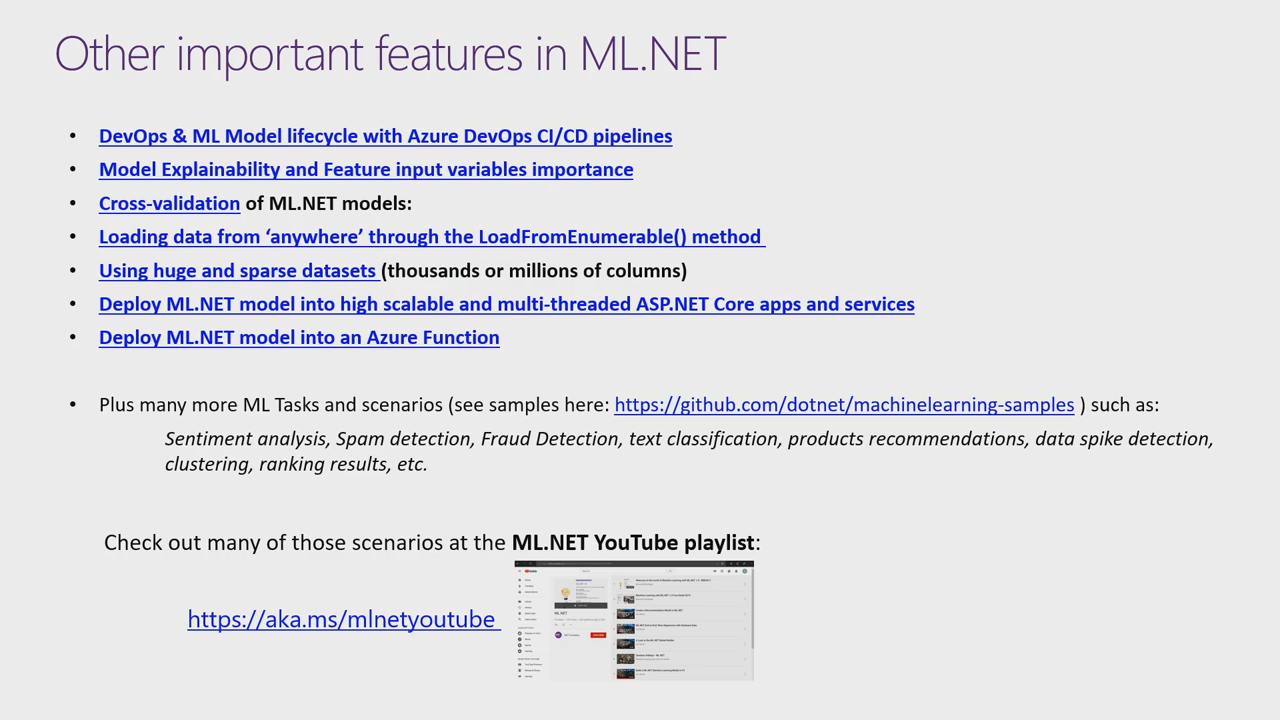 Other important features in ML.NET
• DevOps & ML Model lifecycle with Azure DevOps CI/CD pipelines
• Model Explainability and Feature input variables importance
• Cross-validation of ML.NET models:
• Loading data from ‘anywhere’ through the LoadFromEnumerable() method
• Using huge and sparse datasets (thousands or millions of columns)
• Deploy ML.NET model into high scalable and multi-threaded ASP.NET Core apps and services
• Deploy ML.NET model into an Azure Function
• Plus many more ML Tasks and scenarios (see samples here: https://github.com/dotnet/machinelearning-samples ) such as:
Sentiment analysis, Spam detection, Fraud Detection, text classification, products recommendations, data spike detection,
clustering, ranking results, etc.
Check out many of those scenarios at the ML.NET YouTube playlist:
https://aka.ms/mlnetyoutube
ML.NET